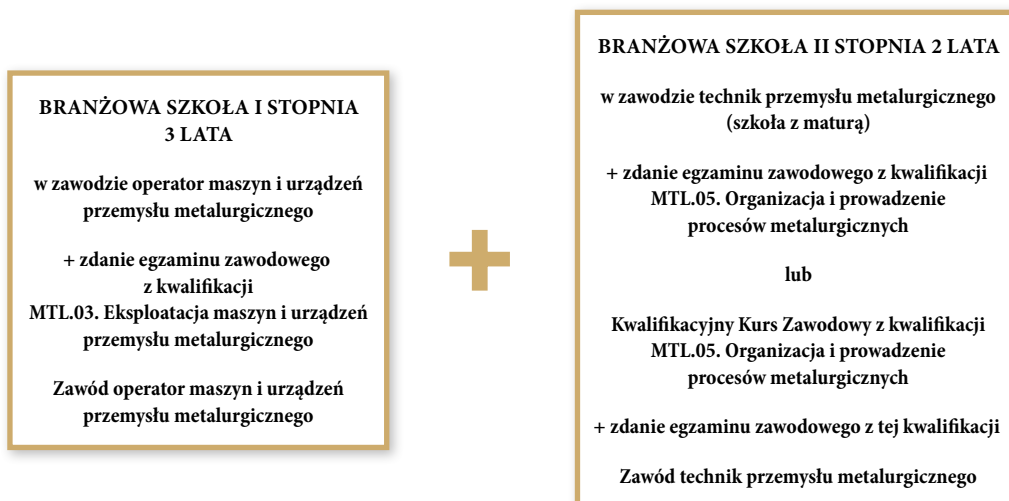 BRANŻOWA SZKOŁA I STOPNIA
3 LATA
w zawodzie operator maszyn i urządzeń
przemysłu metalurgicznego
+ zdanie egzaminu zawodowego
z kwalifikacji
MTL.03. Eksploatacja maszyn i urządzeń
przemysłu metalurgicznego
Zawód operator maszyn i urządzeń
przemysłu metalurgicznego
+
BRANŻOWA SZKOŁA II STOPNIA 2 LATA
w zawodzie technik przemysłu metalurgicznego
(szkoła z maturą)
+ zdanie egzaminu zawodowego z kwalifikacji
MTL.05. Organizacja i prowadzenie
procesów metalurgicznych
lub
Kwalifikacyjny Kurs Zawodowy z kwalifikacji
MTL.05. Organizacja i prowadzenie
procesów metalurgicznych
+ zdanie egzaminu zawodowego z tej kwalifikacji
Zawód technik przemysłu metalurgicznego